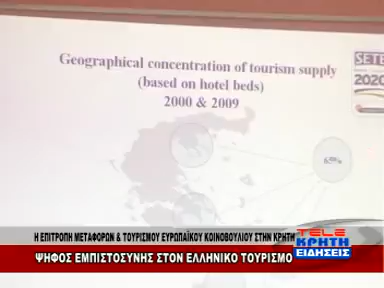 Geographical concentration of tourism supply
(based on hotel beds)
2000 & 2009
SETE
2020
Η ΕΠΙΤΡΟΠΗ ΜΕΤΑΦΟΡΩΝ & ΤΟΥΡΙΣΜΟΥ ΕΥΡΩΠΑΪΚΟΥ ΚΟΙΝΟΒΟΥΛΙΟΥ ΣΤΗΝ ΚΡΗΤΗ
ΨΗΦΟΣ ΕΜΠΙΣΤΟΣΥΝΗΣ ΣΤΟΝ ΕΛΛΗΝΙΚΟ ΤΟΥΡΙΣΜΟ
ΤΕLΕ
ΚΡΗΤΗ
ΕΙΔΗΣΕΙΣ